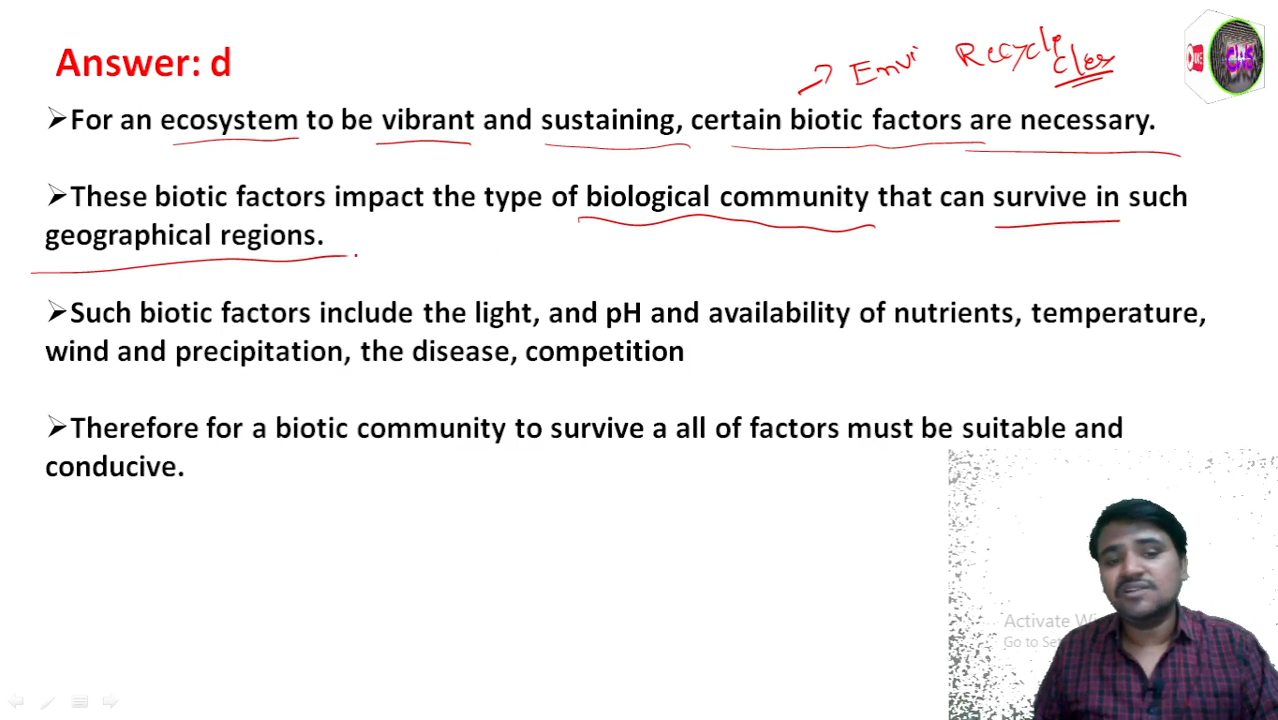 Answer: d
Envi Recycle
cles
CHS
➢For an ecosystem to be vibrant and sustaining, certain biotic factors are necessary.
➢These biotic factors impact the type of biological community that can survive in such
geographical regions.
➢Such biotic factors include the light, and pH and availability of nutrients, temperature,
wind and precipitation, the disease, competition
➢Therefore for a biotic community to survive a all of factors must be suitable and
conducive.
Activate
Go to